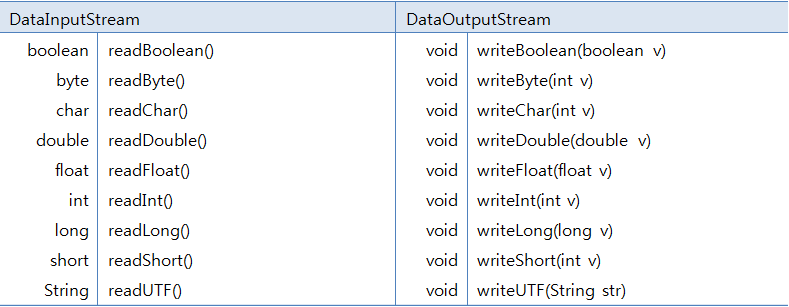 DataInputStream DataOutputStream
boolean readBoolean() void writeBoolean(boolean v)
byte readByte() void writeByte(int v)
char readChar() void writeChar(int v)
double readDouble() void writeDouble(double v)
float readFloat() void writeFloat(float v)
int readInt() void writeInt(int v)
long readLong() void writeLong(long v)
short readShort() void writeShort(int v)
String readUTF() void writeUTF(String str)